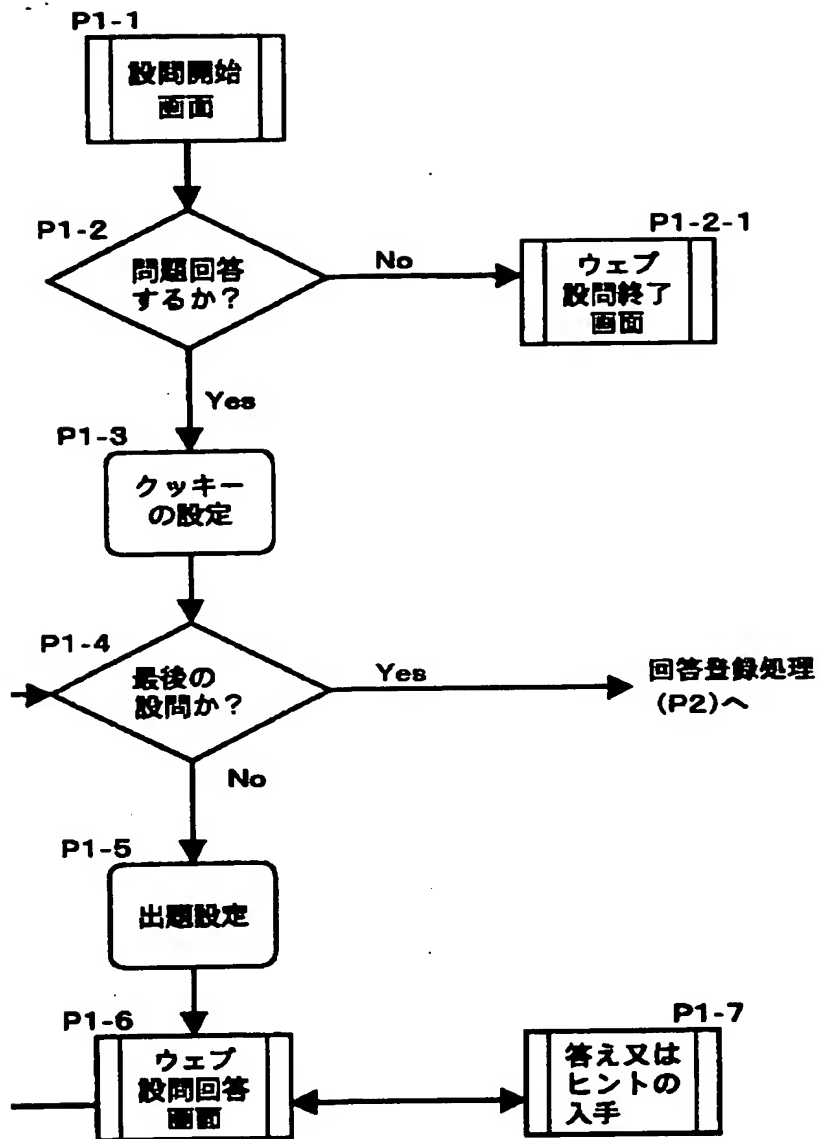 P1-1
設問開始
画面
P1-2
問題回答
するか？
No
P1-2-1
ウェブ
設問終了
画面
Yes
P1-3
クッキー
の設定
P1-4
最後の
設問か？
Yes
回答登録処理
(P2)へ
No
P1-5
出題設定
P1-6
ウェブ
設問回答
画面
P1-7
答え又は
ヒントの
入手